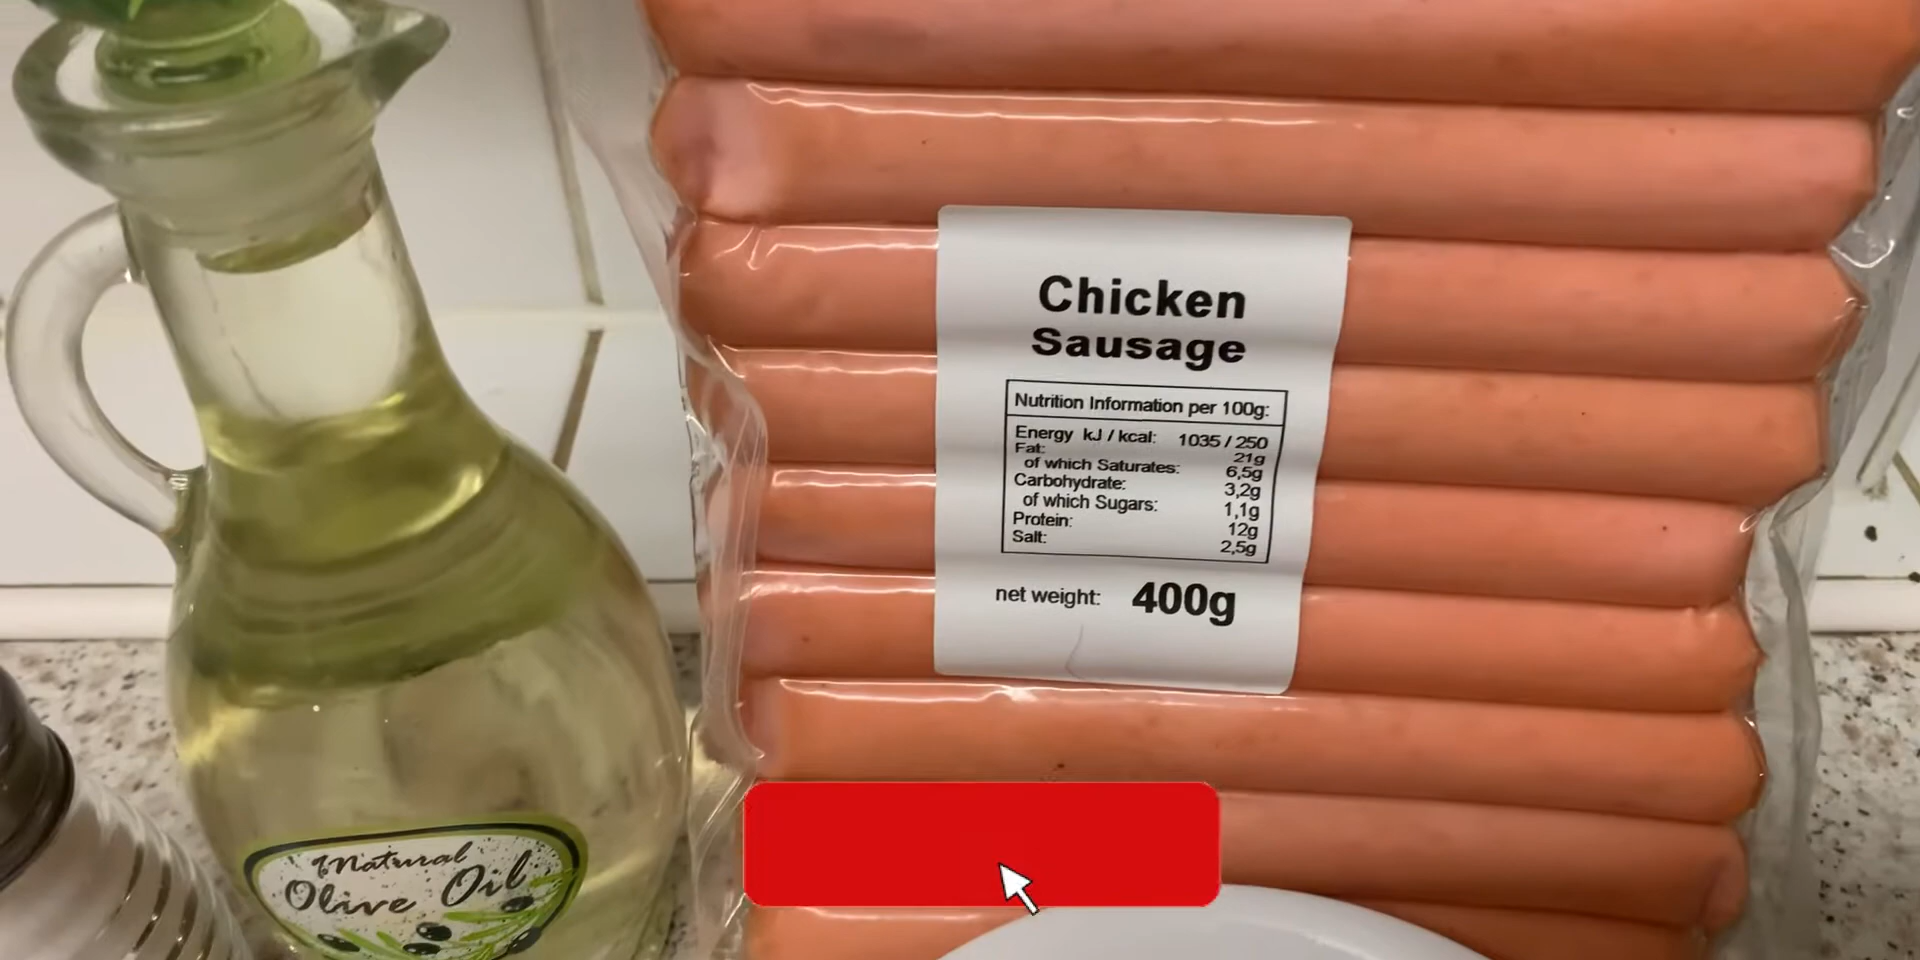 Chicken
Sausage
Nutrition Information per 100g:
Energy kJ / kcal: 1035 / 250
Fat: 21g
of which Saturates: 6,5g
Carbohydrate: 3,2g
of which Sugars: 1,1g
Protein: 12g
Salt: 2,5g
net weight: 400g
Natural
Olive Oil